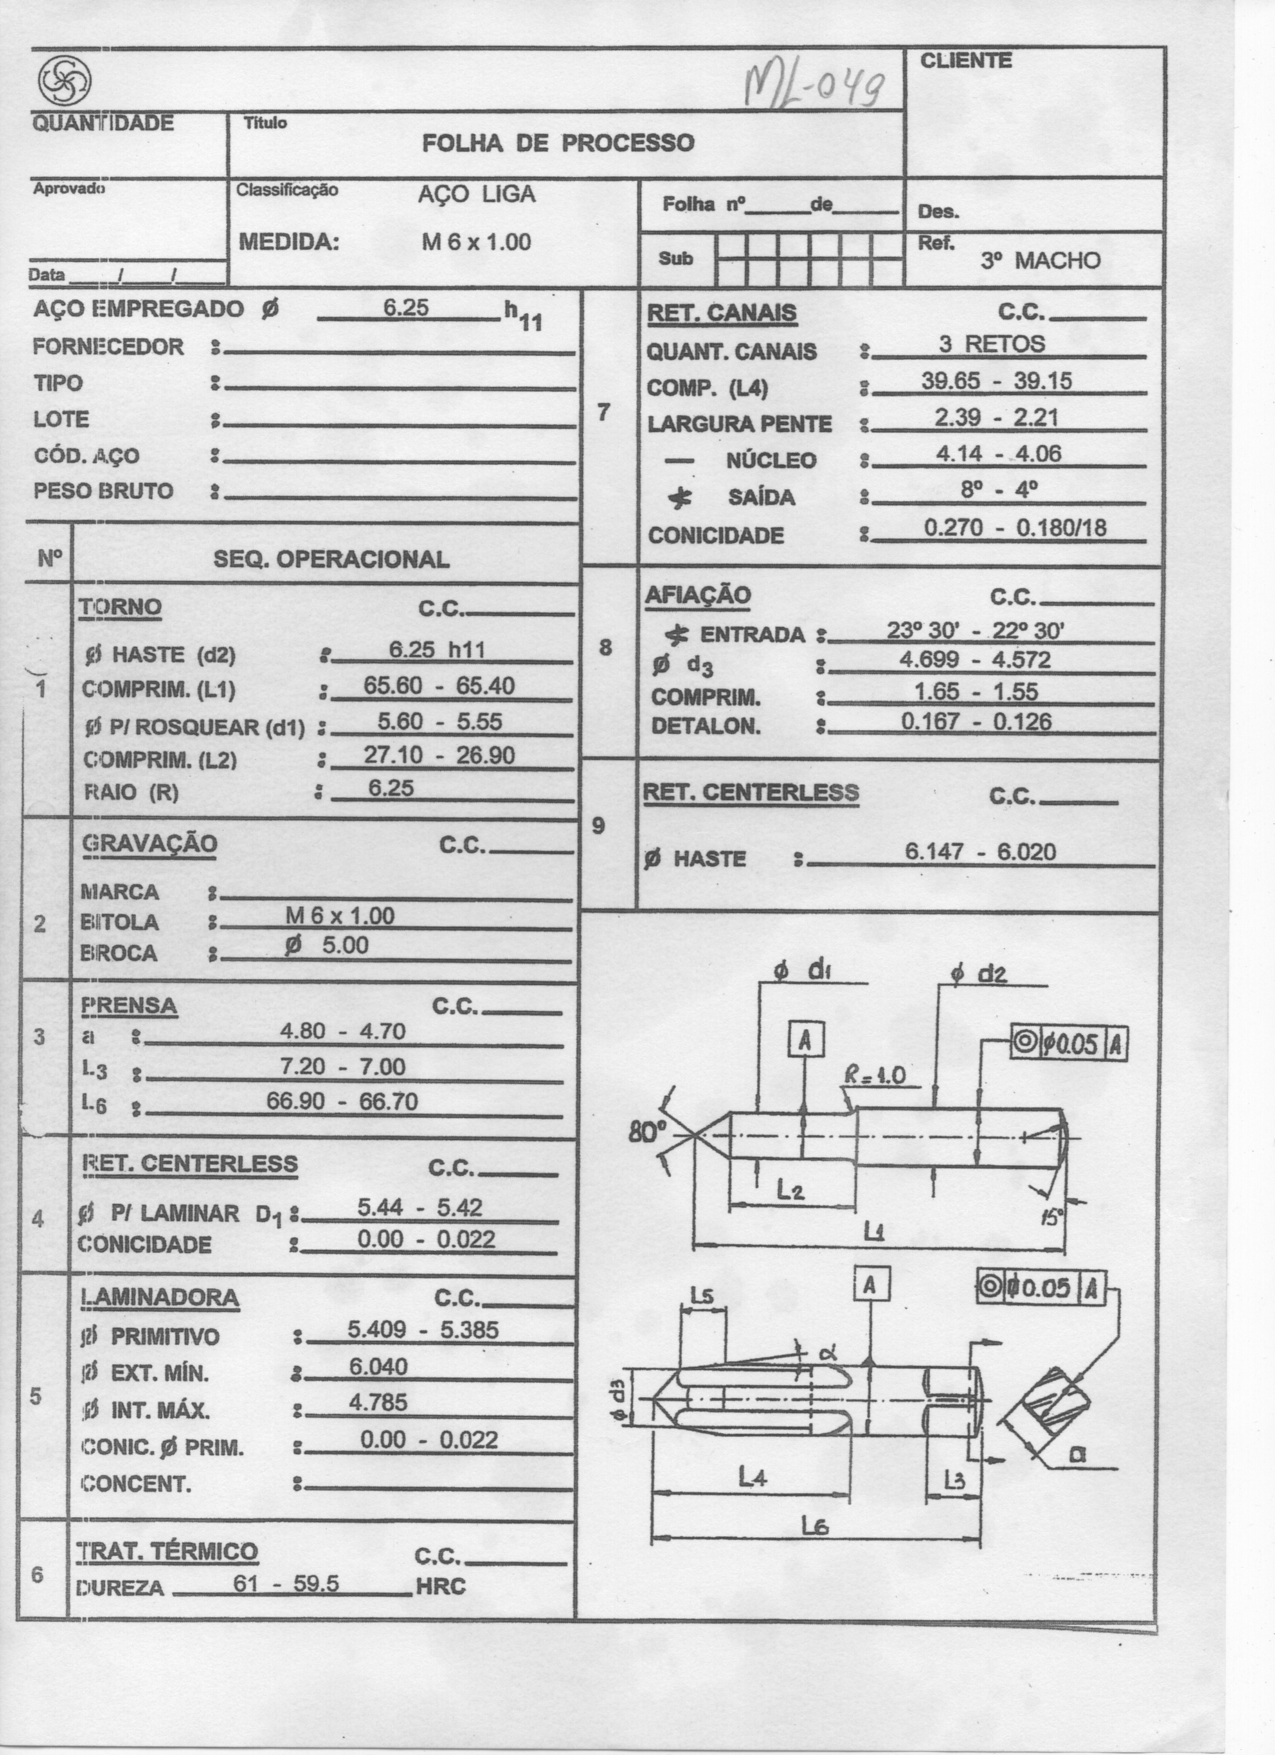 ML-049
CLIENTE
QUANTIDADE
Título
FOLHA DE PROCESSO
Aprovado
Classificação AÇO LIGA
MEDIDA: M 6 x 1.00
Folha nº______de______
Des.
Sub
Ref. 3º MACHO
Data ____/____/____
AÇO EMPREGADO Ø 6.25 h11
FORNECEDOR :
TIPO :
LOTE :
CÓD. AÇO :
PESO BRUTO :
Nº SEQ. OPERACIONAL
1
TORNO C.C.
Ø HASTE (d2) : 6.25 h11
COMPRIM. (L1) : 65.60 - 65.40
Ø P/ ROSQUEAR (d1) : 5.60 - 5.55
COMPRIM. (L2) : 27.10 - 26.90
RAIO (R) : 6.25
2
GRAVAÇÃO C.C.
MARCA :
BITOLA : M 6 x 1.00
BROCA : Ø 5.00
3
PRENSA C.C.
a : 4.80 - 4.70
L3 : 7.20 - 7.00
L6 : 66.90 - 66.70
4
RET. CENTERLESS C.C.
Ø P/ LAMINAR D1 : 5.44 - 5.42
CONICIDADE : 0.00 - 0.022
5
LAMINADORA C.C.
Ø PRIMITIVO : 5.409 - 5.385
Ø EXT. MÍN. : 6.040
Ø INT. MÁX. : 4.785
CONIC. Ø PRIM. : 0.00 - 0.022
CONCENT. :
6
TRAT. TÉRMICO C.C.
DUREZA 61 - 59.5 HRC
7
RET. CANAIS C.C.
QUANT. CANAIS : 3 RETOS
COMP. (L4) : 39.65 - 39.15
LARGURA PENTE : 2.39 - 2.21
— NÚCLEO : 4.14 - 4.06
∡ SAÍDA : 8º - 4º
CONICIDADE : 0.270 - 0.180/18
8
AFIAÇÃO C.C.
∡ ENTRADA : 23º 30' - 22º 30'
Ø d3 : 4.699 - 4.572
COMPRIM. : 1.65 - 1.55
DETALON. : 0.167 - 0.126
9
RET. CENTERLESS C.C.
Ø HASTE : 6.147 - 6.020
Ø d1
Ø d2
A
◎ Ø0.05 A
R=1.0
80º
L2
15º
L1
L5
A
◎ Ø0.05 A
α
Ø d3
a
L4
L3
L6